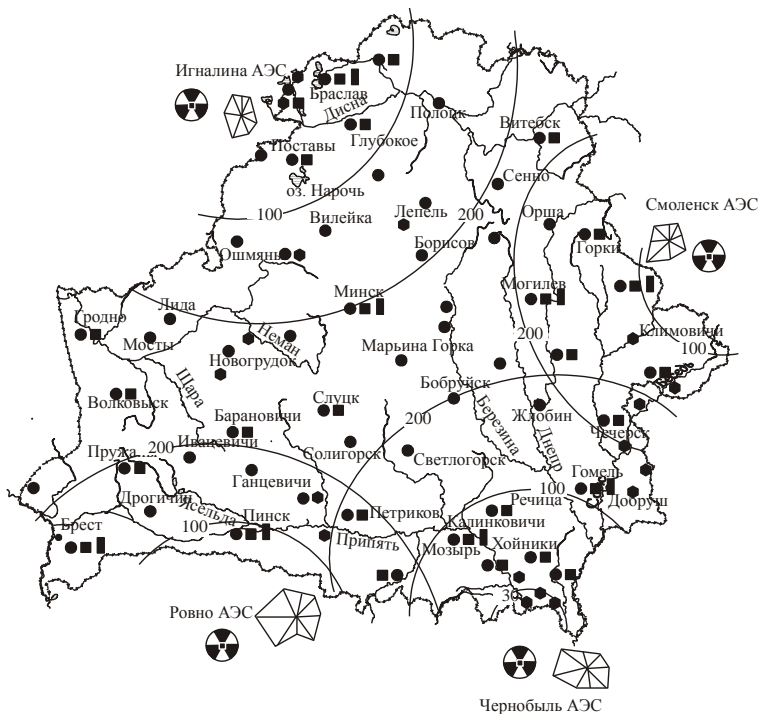 Игналина АЭС
Браслав
Дисна
Полоцк
Витебск
Глубокое
Поставы
оз. Нарочь
Сенно
100
Вилейка
Лепель
200
Орша
Смоленск АЭС
Ошмяны
Борисов
Горки
Минск
Могилев
Гродно
Лида
200
Климовичи
Мосты
Неман
Марьина Горка
100
Новогрудок
Щара
Бобруйск
Волковыск
Слуцк
200
Березина
Жлобин
Барановичи
Днепр
Чечерск
Пружа
200
Ивацевичи
Солигорск
Светлогорск
Ганцевичи
Гомель
100
Дрогичин
Ясельда
Речица
Добруш
Брест
100
Пинск
Петриков
Калинковичи
Припять
Мозырь
Хойники
30
Ровно АЭС
Чернобыль АЭС